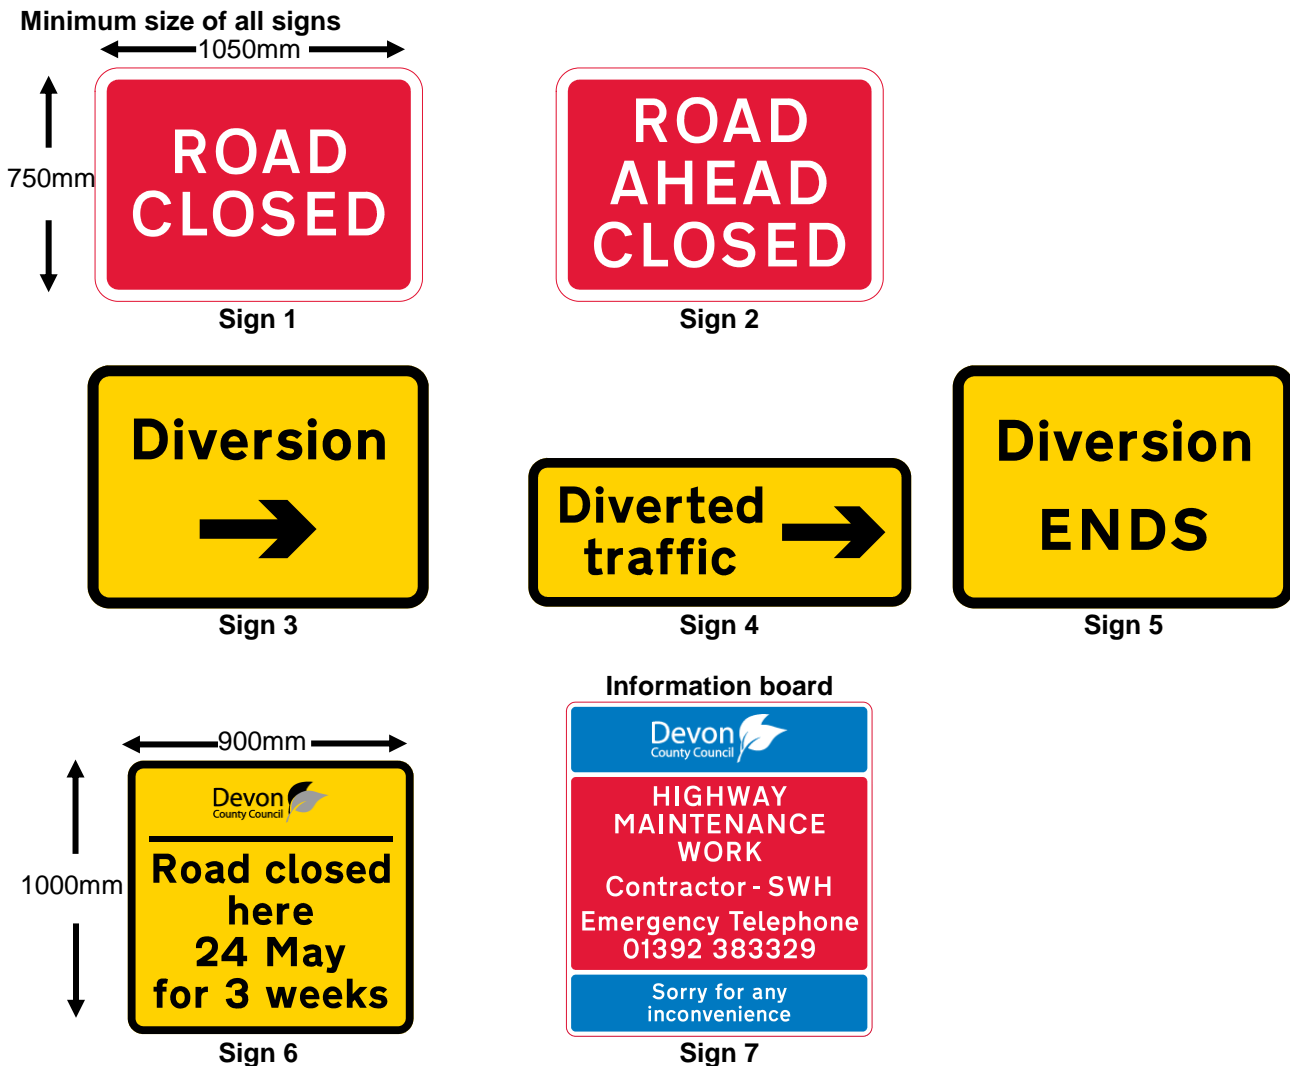 Minimum size of all signs
1050mm
750mm
ROAD
CLOSED
Sign 1
ROAD
AHEAD
CLOSED
Sign 2
Diversion
Sign 3
Diverted
traffic
Sign 4
Diversion
ENDS
Sign 5
900mm
1000mm
Devon
County Council
Road closed
here
24 May
for 3 weeks
Sign 6
Information board
Devon
County Council
HIGHWAY
MAINTENANCE
WORK
Contractor - SWH
Emergency Telephone
01392 383329
Sorry for any
inconvenience
Sign 7